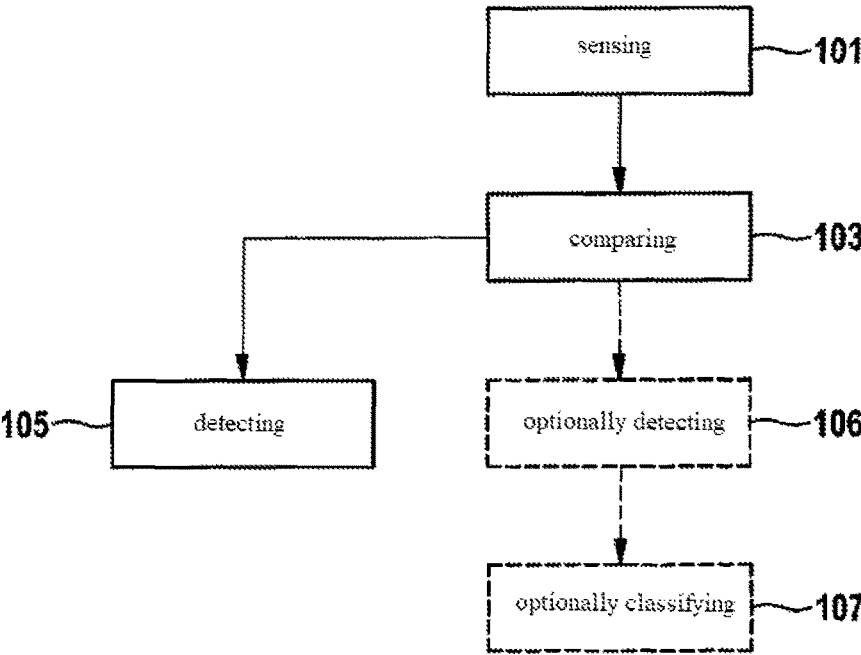 sensing
101
comparing
103
105
detecting
optionally detecting
106
optionally classifying
107